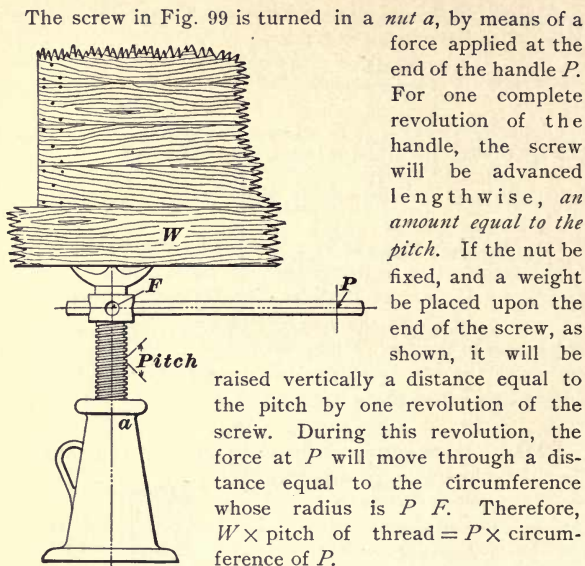 The screw in Fig. 99 is turned in a nut a, by means of a
force applied at the
end of the handle P.
For one complete
revolution of the
handle, the screw
will be advanced
lengthwise, an
amount equal to the
pitch. If the nut be
fixed, and a weight
be placed upon the
end of the screw, as
shown, it will be
raised vertically a distance equal to
the pitch by one revolution of the
screw. During this revolution, the
force at P will move through a dis-
tance equal to the circumference
whose radius is P F. Therefore,
W × pitch of thread = P × circum-
ference of P.
W
F
P
Pitch
a